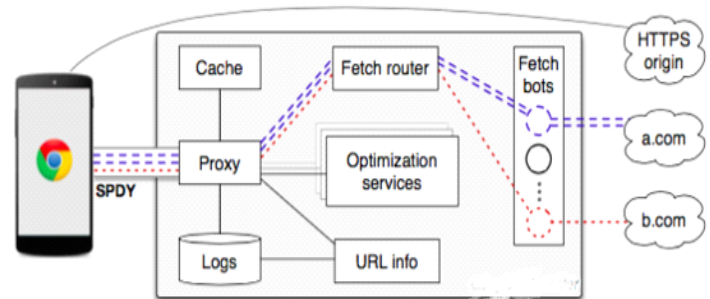 HTTPS
origin
Cache
Fetch router
Fetch
bots
a.com
Proxy
Optimization
services
SPDY
b.com
Logs
URL info